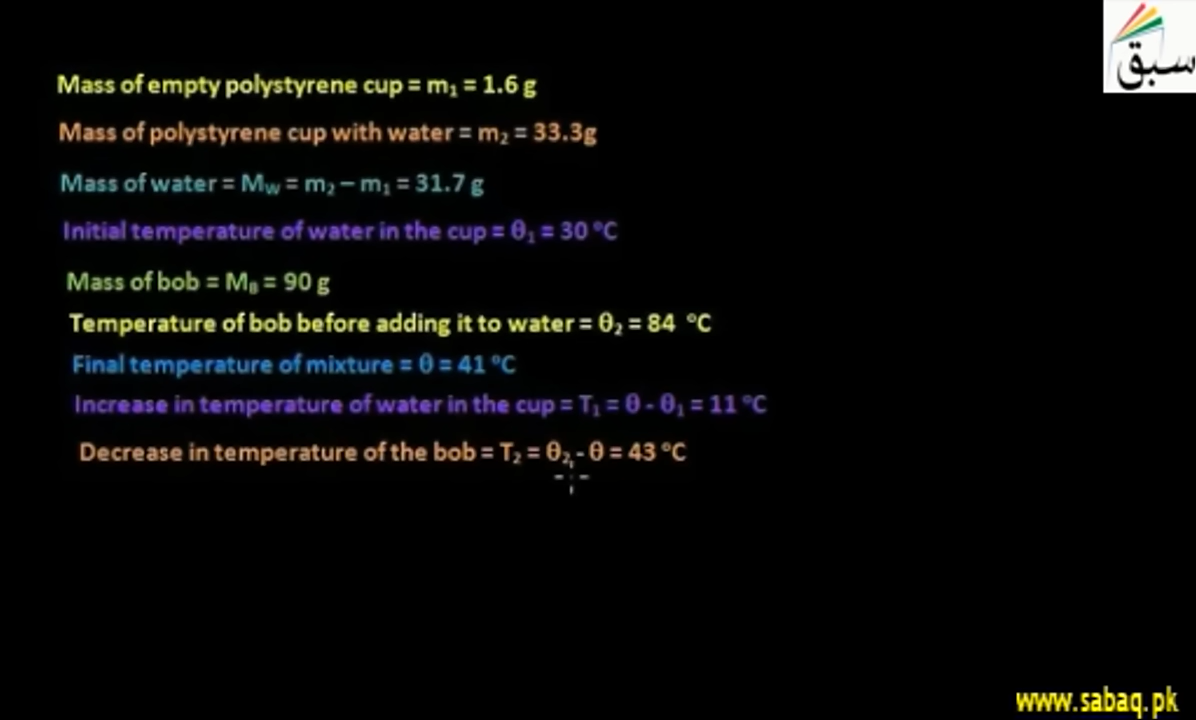 سبق
Mass of empty polystyrene cup = m₁ = 1.6 g
Mass of polystyrene cup with water = m₂ = 33.3g
Mass of water = M_W = m₂ – m₁ = 31.7 g
Initial temperature of water in the cup = θ₁ = 30 °C
Mass of bob = M_B = 90 g
Temperature of bob before adding it to water = θ₂ = 84 °C
Final temperature of mixture = θ = 41 °C
Increase in temperature of water in the cup = T₁ = θ - θ₁ = 11 °C
Decrease in temperature of the bob = T₂ = θ₂ - θ = 43 °C
www.sabaq.pk